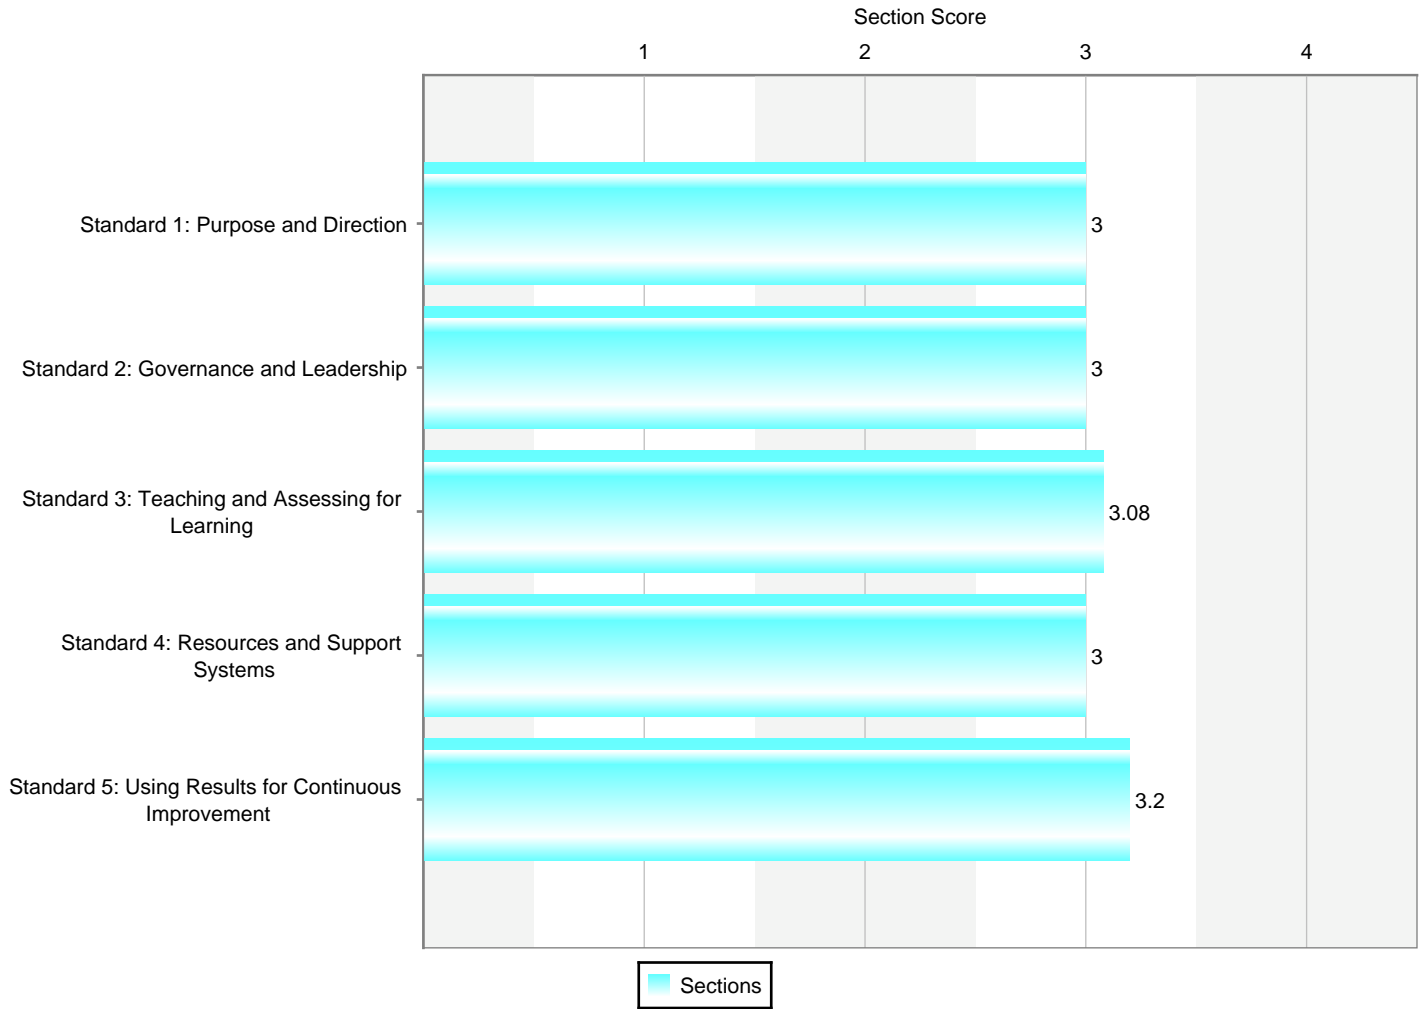 Section Score
1 2 3 4
Standard 1: Purpose and Direction 3
Standard 2: Governance and Leadership 3
Standard 3: Teaching and Assessing for
Learning
3.08
Standard 4: Resources and Support
Systems
3
Standard 5: Using Results for Continuous
Improvement
3.2
Sections